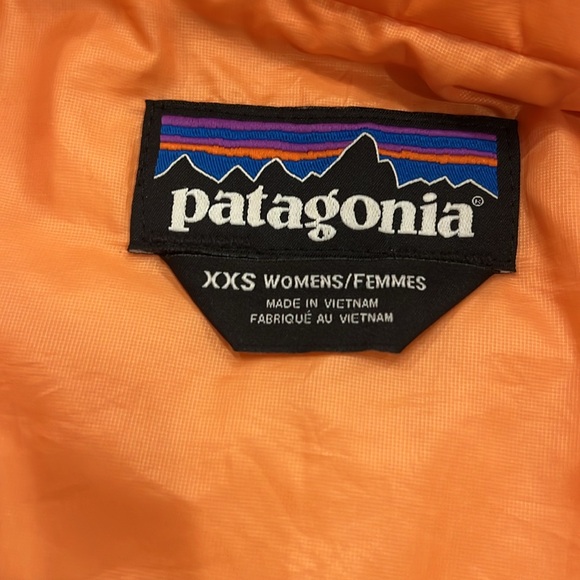 patagonia®
XXS WOMENS/FEMMES
MADE IN VIETNAM
FABRIQUÉ AU VIETNAM